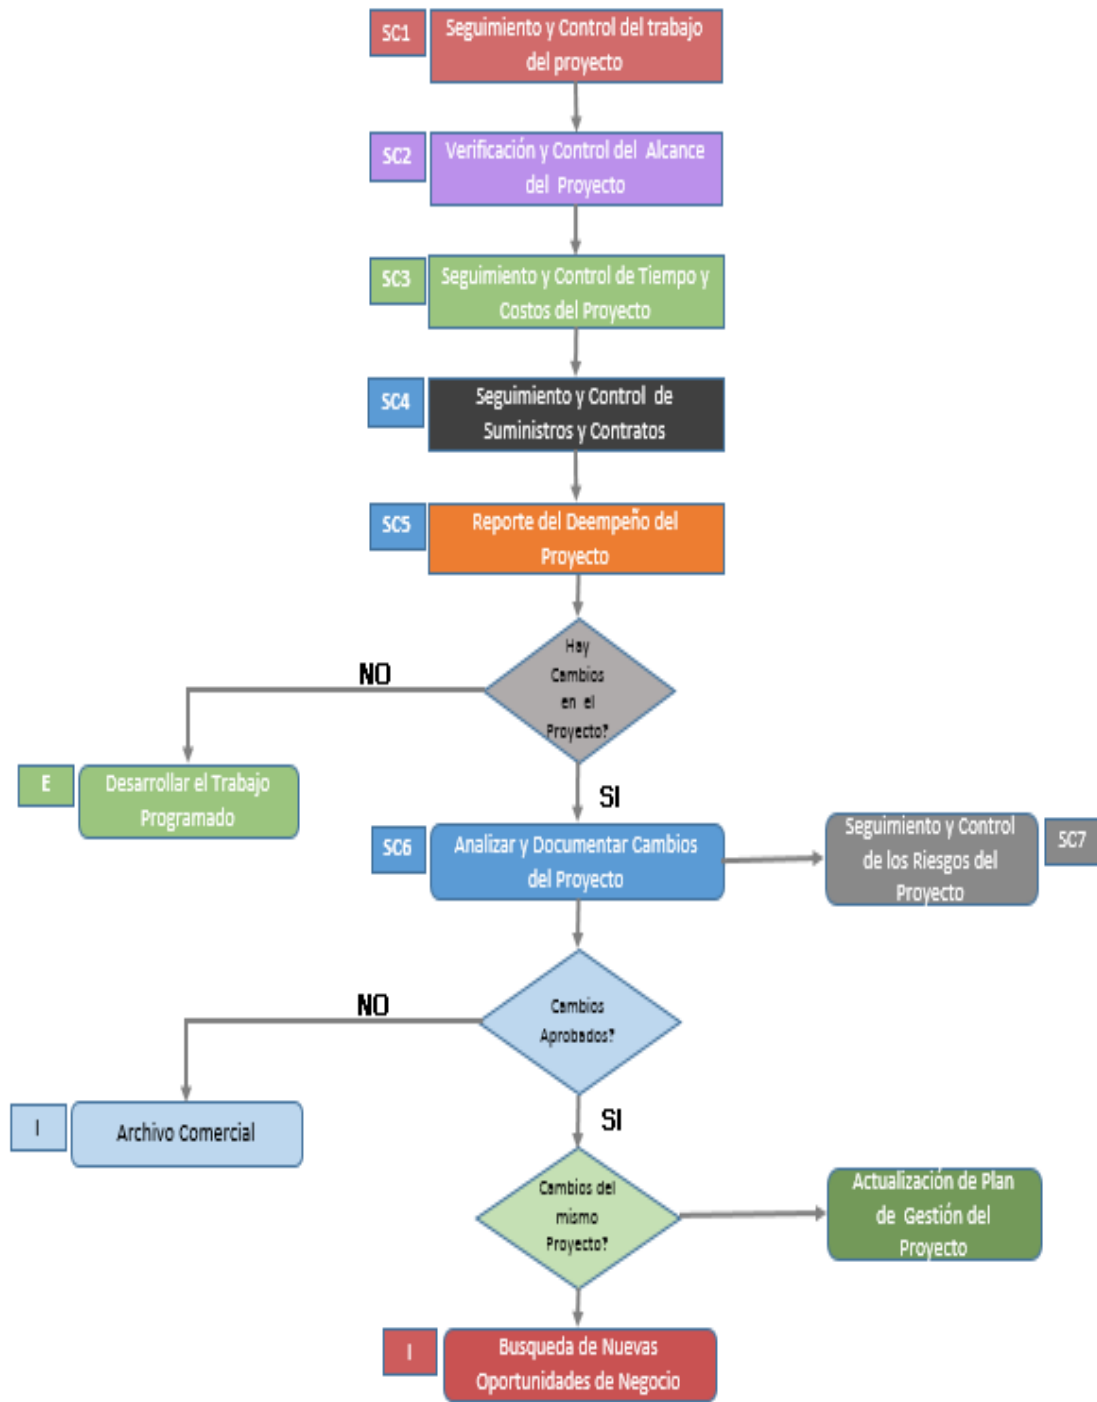 SC1
Seguimiento y Control del trabajo
del proyecto
SC2
Verificación y Control del Alcance
del Proyecto
SC3
Seguimiento y Control de Tiempo y
Costos del Proyecto
SC4
Seguimiento y Control de
Suministros y Contratos
SC5
Reporte del Deempeño del
Proyecto
Hay
Cambios
en el
Proyecto?
NO
SI
E
Desarrollar el Trabajo
Programado
SC6
Analizar y Documentar Cambios
del Proyecto
Seguimiento y Control
de los Riesgos del
Proyecto
SC7
Cambios
Aprobados?
NO
SI
I
Archivo Comercial
Cambios del
mismo
Proyecto?
Actualización de Plan
de Gestión del
Proyecto
I
Busqueda de Nuevas
Oportunidades de Negocio